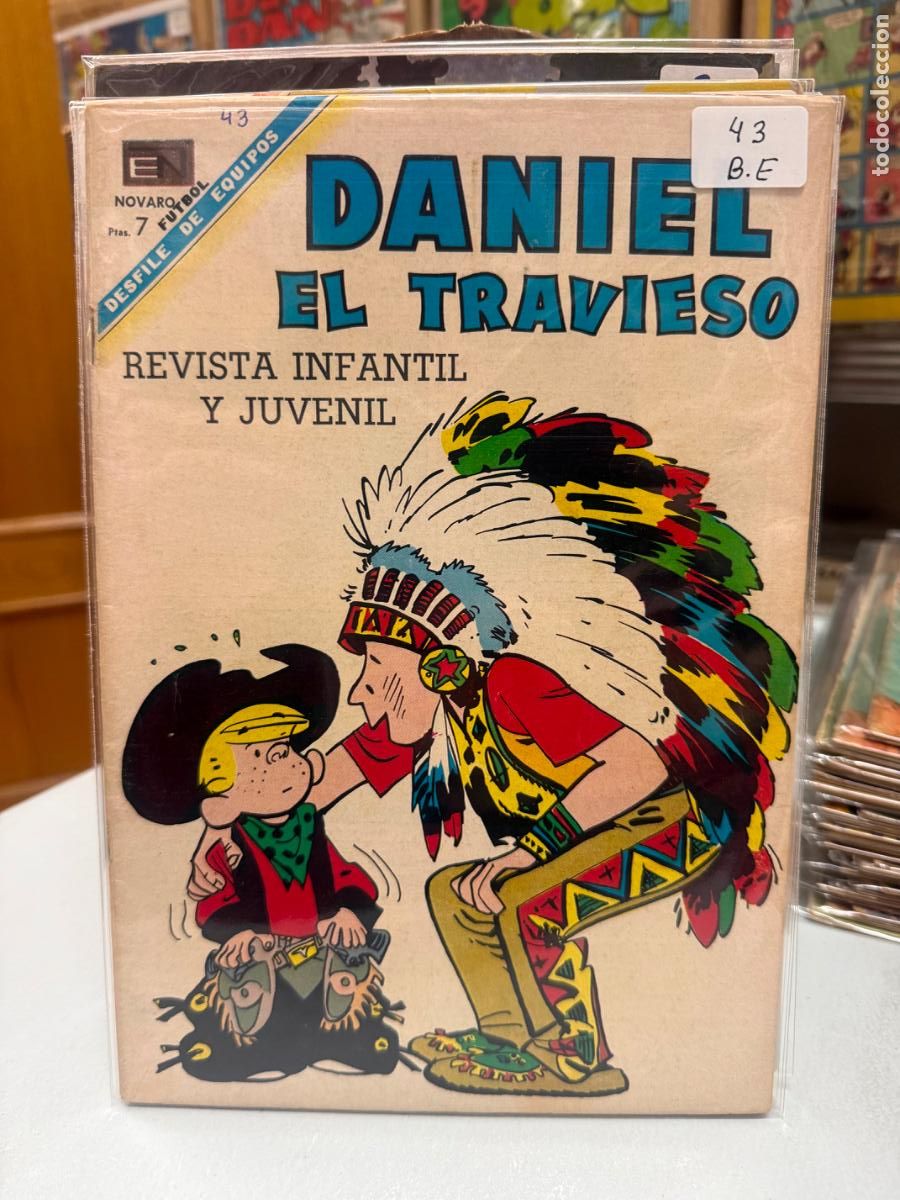 43
EN
NOVARO
Ptas. 7
FUTBOL
DESFILE DE EQUIPOS
43
B.E
DANIEL
EL TRAVIESO
REVISTA INFANTIL
Y JUVENIL
todocoleccion